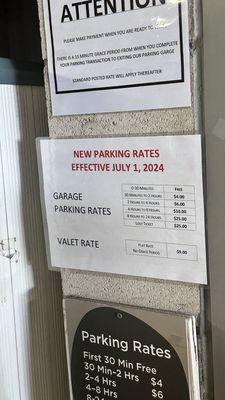 ATTENTION
PLEASE MAKE PAYMENT WHEN YOU ARE READY TO
THERE IS A 15 MINUTE GRACE PERIOD FROM WHEN YOU COMPLETE
YOUR PARKING TRANSACTION TO EXITING OUR PARKING GARGE
STANDARD POSTED RATE WILL APPLY THEREAFTER
NEW PARKING RATES
EFFECTIVE JULY 1, 2024
GARAGE
PARKING RATES
0-30 MINUTES FREE
30 MINUTES TO 2 HOURS $4.00
2 HOURS TO 4 HOURS $6.00
4 HOURS TO 8 HOURS $10.00
8 HOURS TO 24 HOURS $25.00
LOST TICKET $25.00
VALET RATE
FLAT RATE
NO GRACE PERIOD $9.00
Parking Rates
First 30 Min Free
30 Min-2 Hrs $4
2-4 Hrs $6
4-8 Hrs